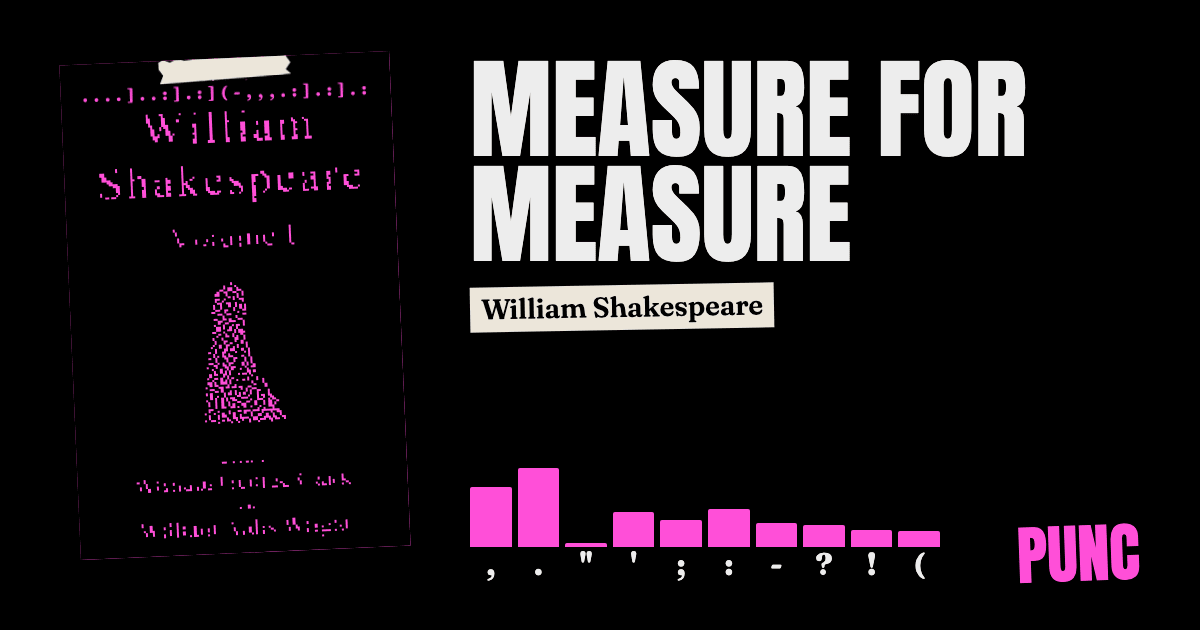 ....]..:].:](-,,,.:].:].:
William
Shakespeare
MEASURE FOR
MEASURE
William Shakespeare
, . " ' ; : - ? ! (
PUNC